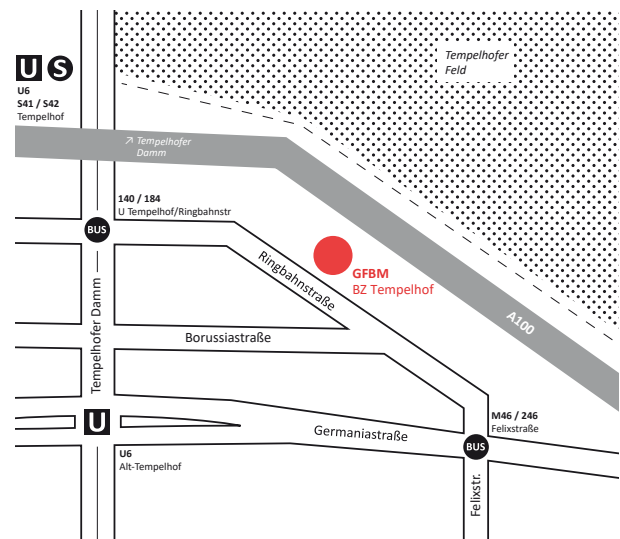 Tempelhofer
Feld
U S
U6
S41 / S42
Tempelhof
↗ Tempelhofer
Damm
140 / 184
U Tempelhof/Ringbahnstr
BUS
Ringbahnstraße
GFBM
BZ Tempelhof
A100
Borussiastraße
Tempelhofer Damm
U
U6
Alt-Tempelhof
Germaniastraße
M46 / 246
Felixstraße
BUS
Felixstr.